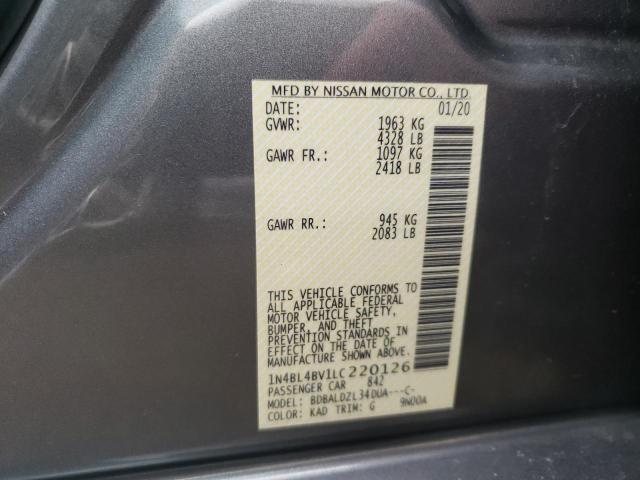 MFD BY NISSAN MOTOR CO., LTD.
DATE: 01/20
GVWR: 1963 KG
4328 LB
GAWR FR.: 1097 KG
2418 LB
GAWR RR.: 945 KG
2083 LB
THIS VEHICLE CONFORMS TO
ALL APPLICABLE FEDERAL
MOTOR VEHICLE SAFETY,
BUMPER, AND THEFT
PREVENTION STANDARDS IN
EFFECT ON THE DATE OF
MANUFACTURE SHOWN ABOVE.
1N4BL4BV1LC220126
PASSENGER CAR 842
MODEL: BDBALDZL34DUA---C-
COLOR: KAD TRIM: G 9N00A